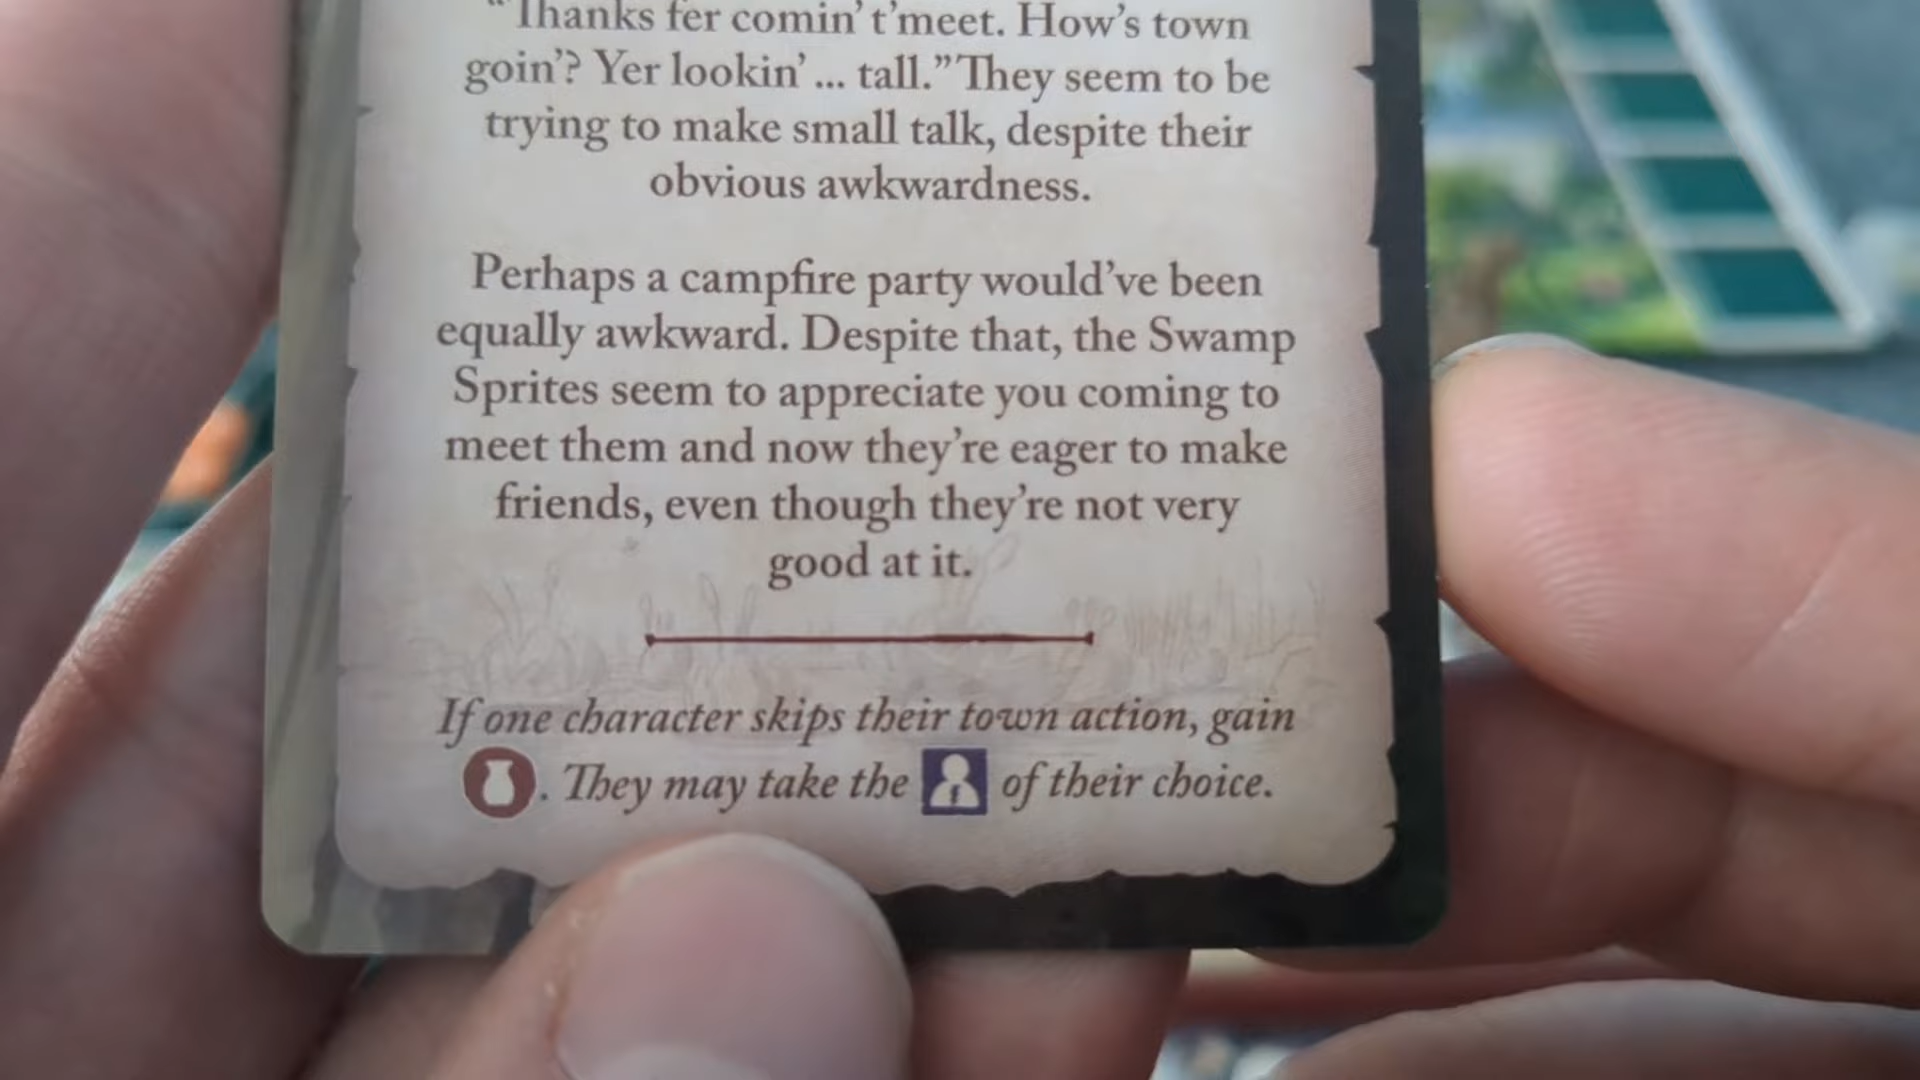 “Thanks fer comin’ t’meet. How’s town
goin’? Yer lookin’ ... tall.” They seem to be
trying to make small talk, despite their
obvious awkwardness.
Perhaps a campfire party would’ve been
equally awkward. Despite that, the Swamp
Sprites seem to appreciate you coming to
meet them and now they’re eager to make
friends, even though they’re not very
good at it.
If one character skips their town action, gain
. They may take the of their choice.